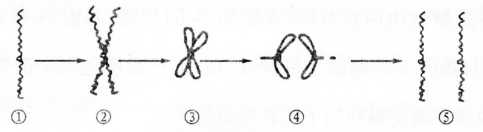 ① ② ③ ④ ⑤